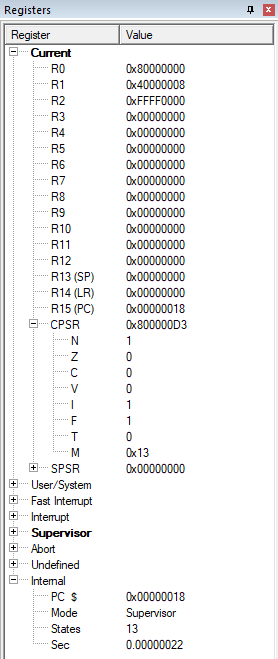 Registers
Register Value
Current
R0 0x80000000
R1 0x40000008
R2 0xFFFF0000
R3 0x00000000
R4 0x00000000
R5 0x00000000
R6 0x00000000
R7 0x00000000
R8 0x00000000
R9 0x00000000
R10 0x00000000
R11 0x00000000
R12 0x00000000
R13 (SP) 0x00000000
R14 (LR) 0x00000000
R15 (PC) 0x00000018
CPSR 0x800000D3
N 1
Z 0
C 0
V 0
I 1
F 1
T 0
M 0x13
SPSR 0x00000000
User/System
Fast Interrupt
Interrupt
Supervisor
Abort
Undefined
Internal
PC $ 0x00000018
Mode Supervisor
States 13
Sec 0.00000022